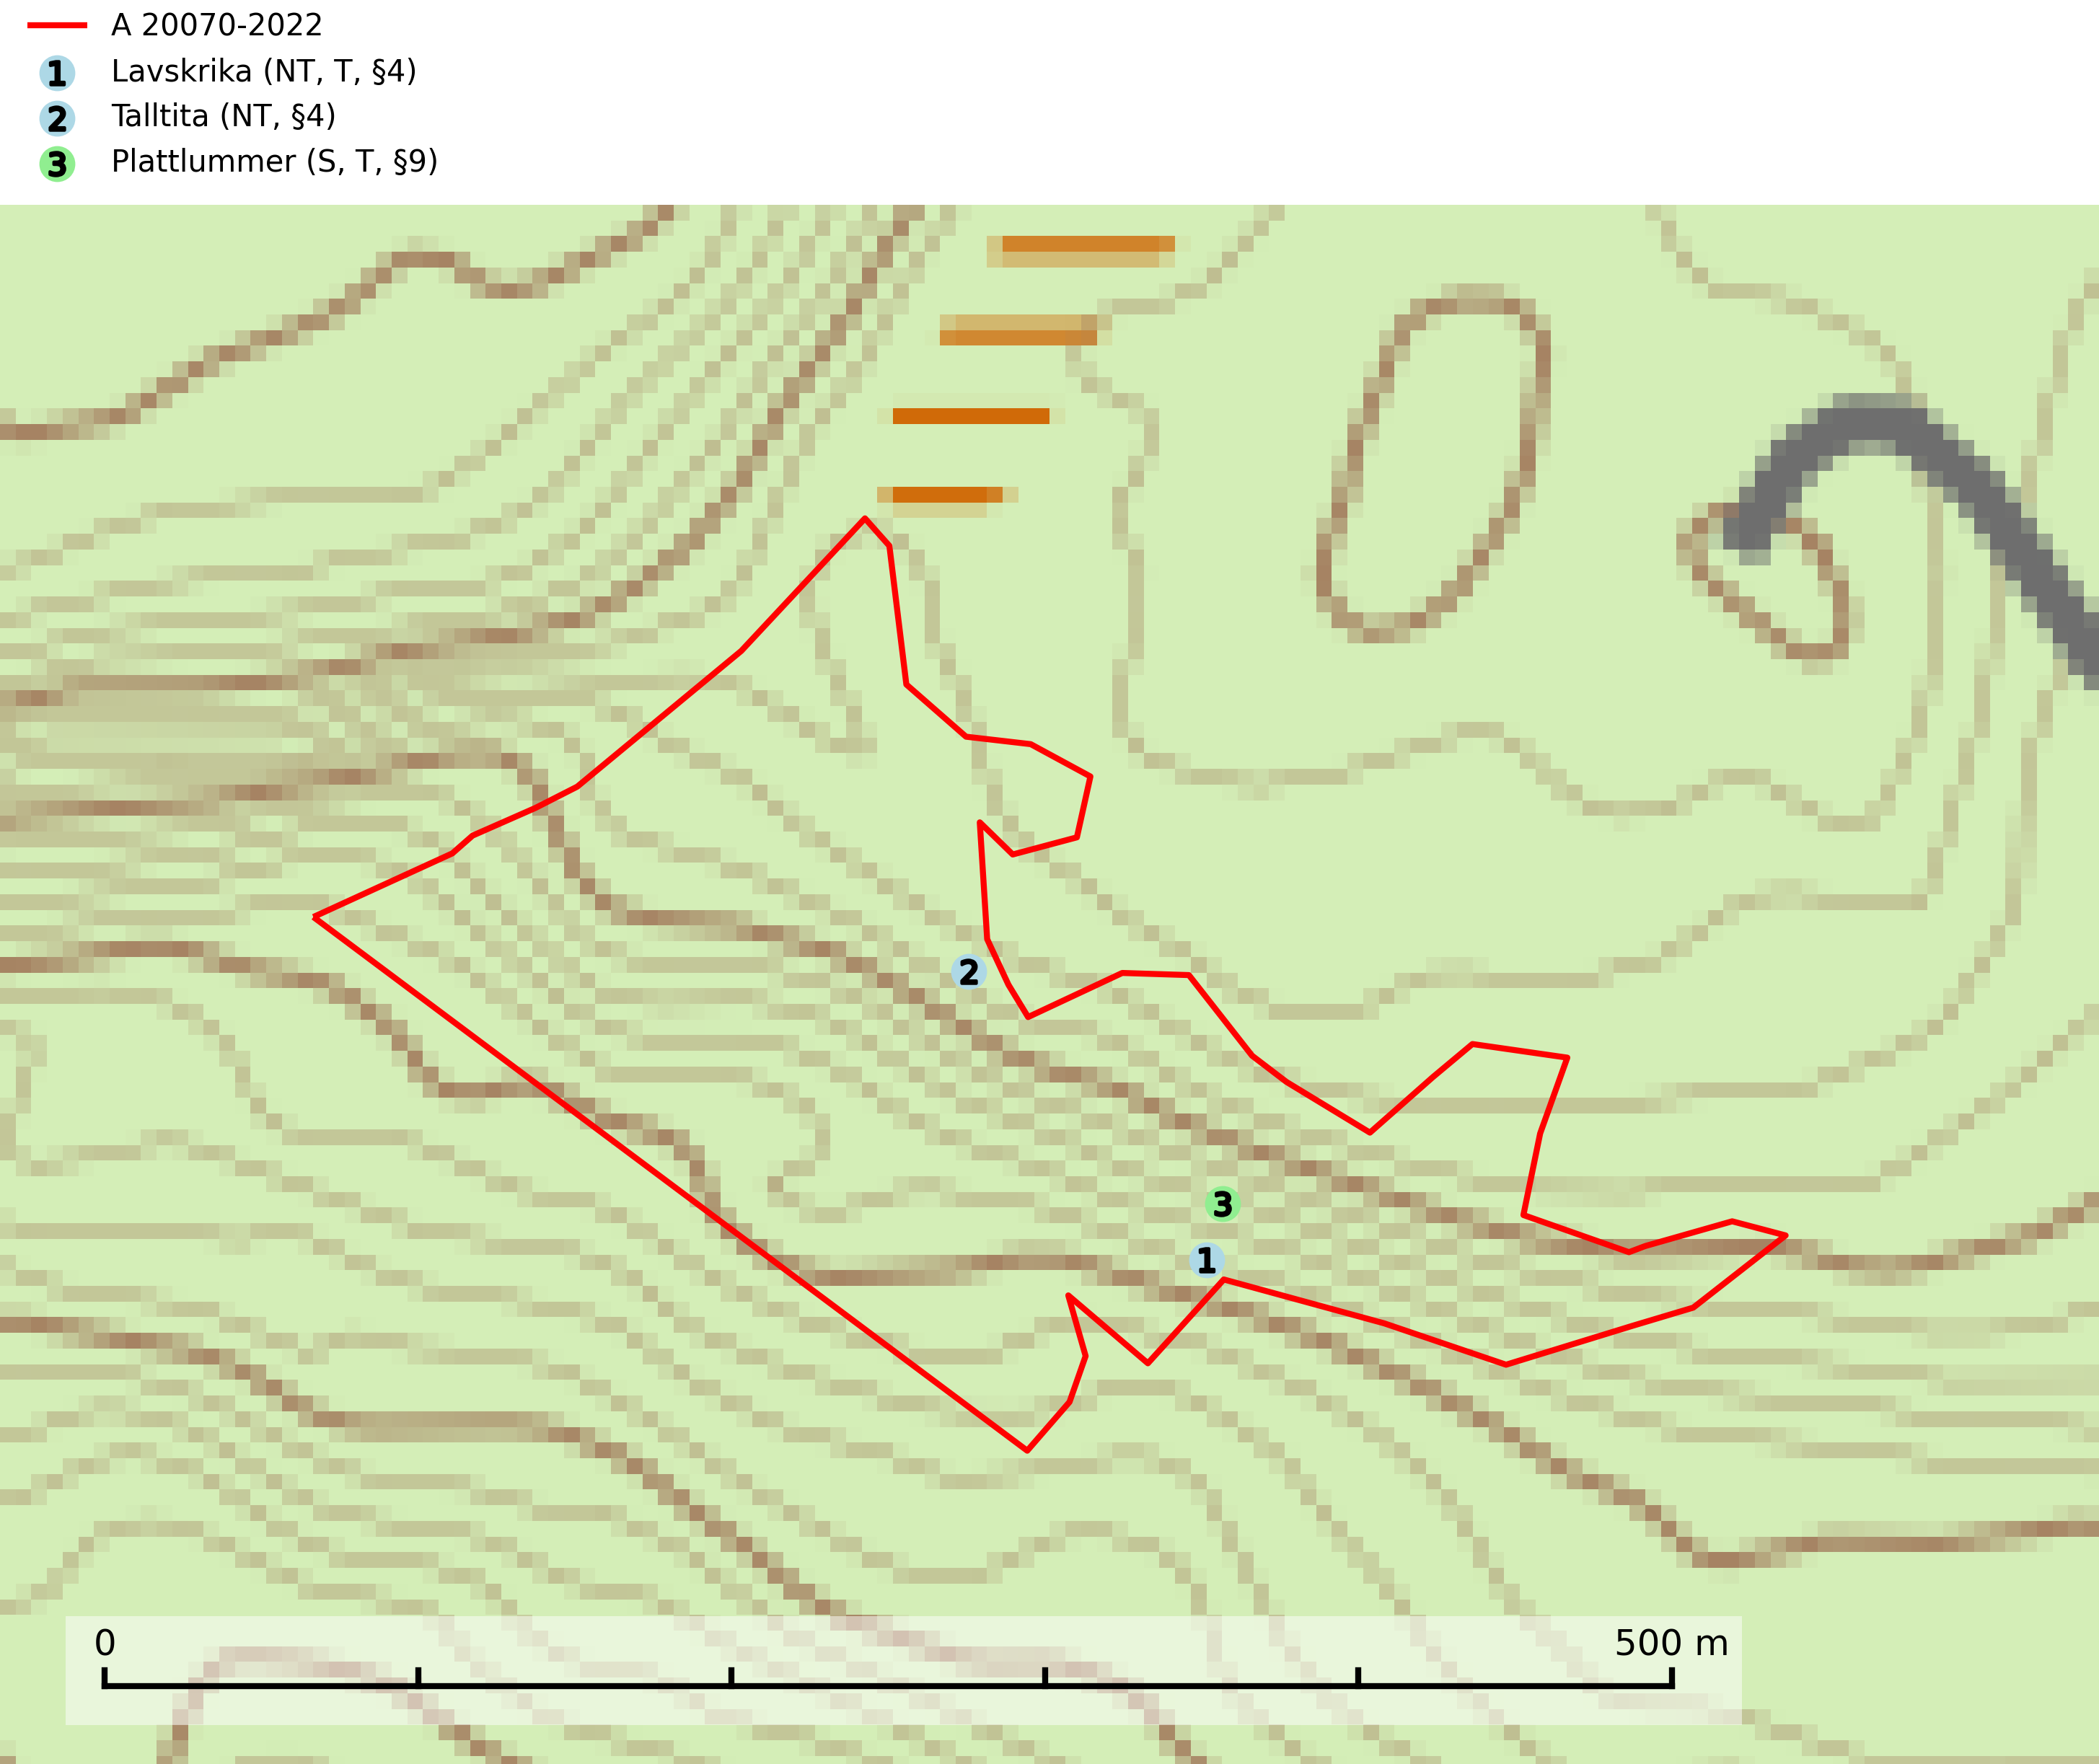 A 20070-2022
1 Lavskrika (NT, T, §4)
2 Talltita (NT, §4)
3 Plattlummer (S, T, §9)
2
3
1
0 500 m